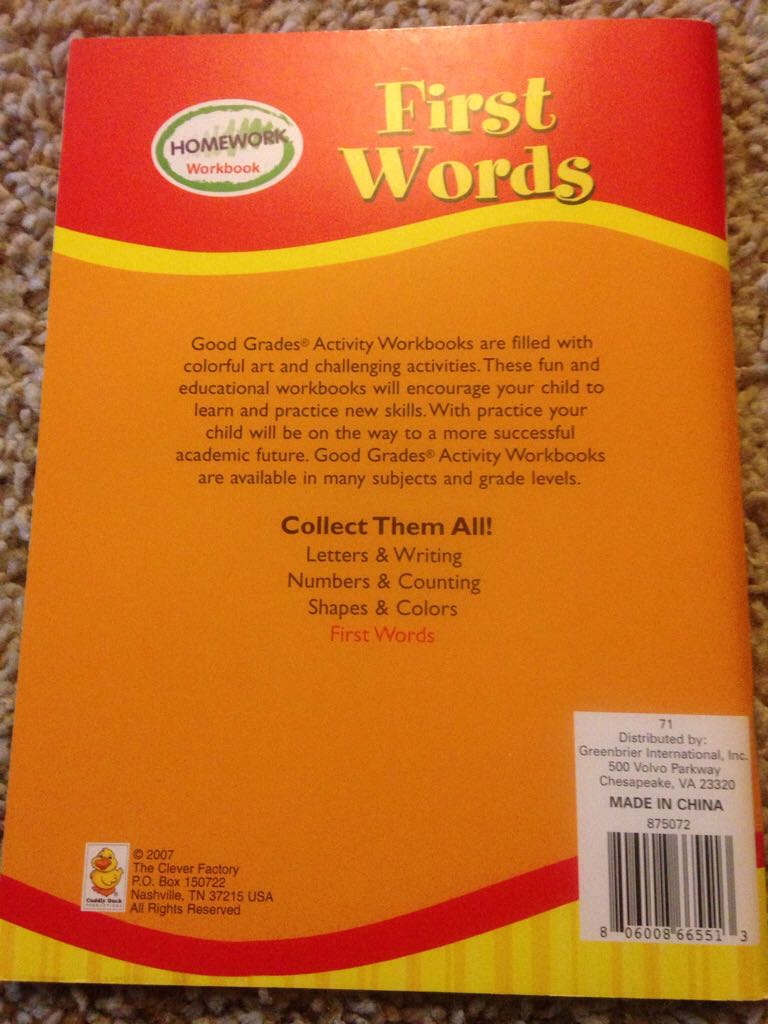 HOMEWORK
Workbook
First
Words
Good Grades® Activity Workbooks are filled with
colorful art and challenging activities. These fun and
educational workbooks will encourage your child to
learn and practice new skills. With practice your
child will be on the way to a more successful
academic future. Good Grades® Activity Workbooks
are available in many subjects and grade levels.
Collect Them All!
Letters & Writing
Numbers & Counting
Shapes & Colors
First Words
71
Distributed by:
Greenbrier International, Inc.
500 Volvo Parkway
Chesapeake, VA 23320
MADE IN CHINA
875072
8 06008 66551 3
© 2007
The Clever Factory
P.O. Box 150722
Nashville, TN 37215 USA
All Rights Reserved
Cuddly Duck
PRODUCTIONS